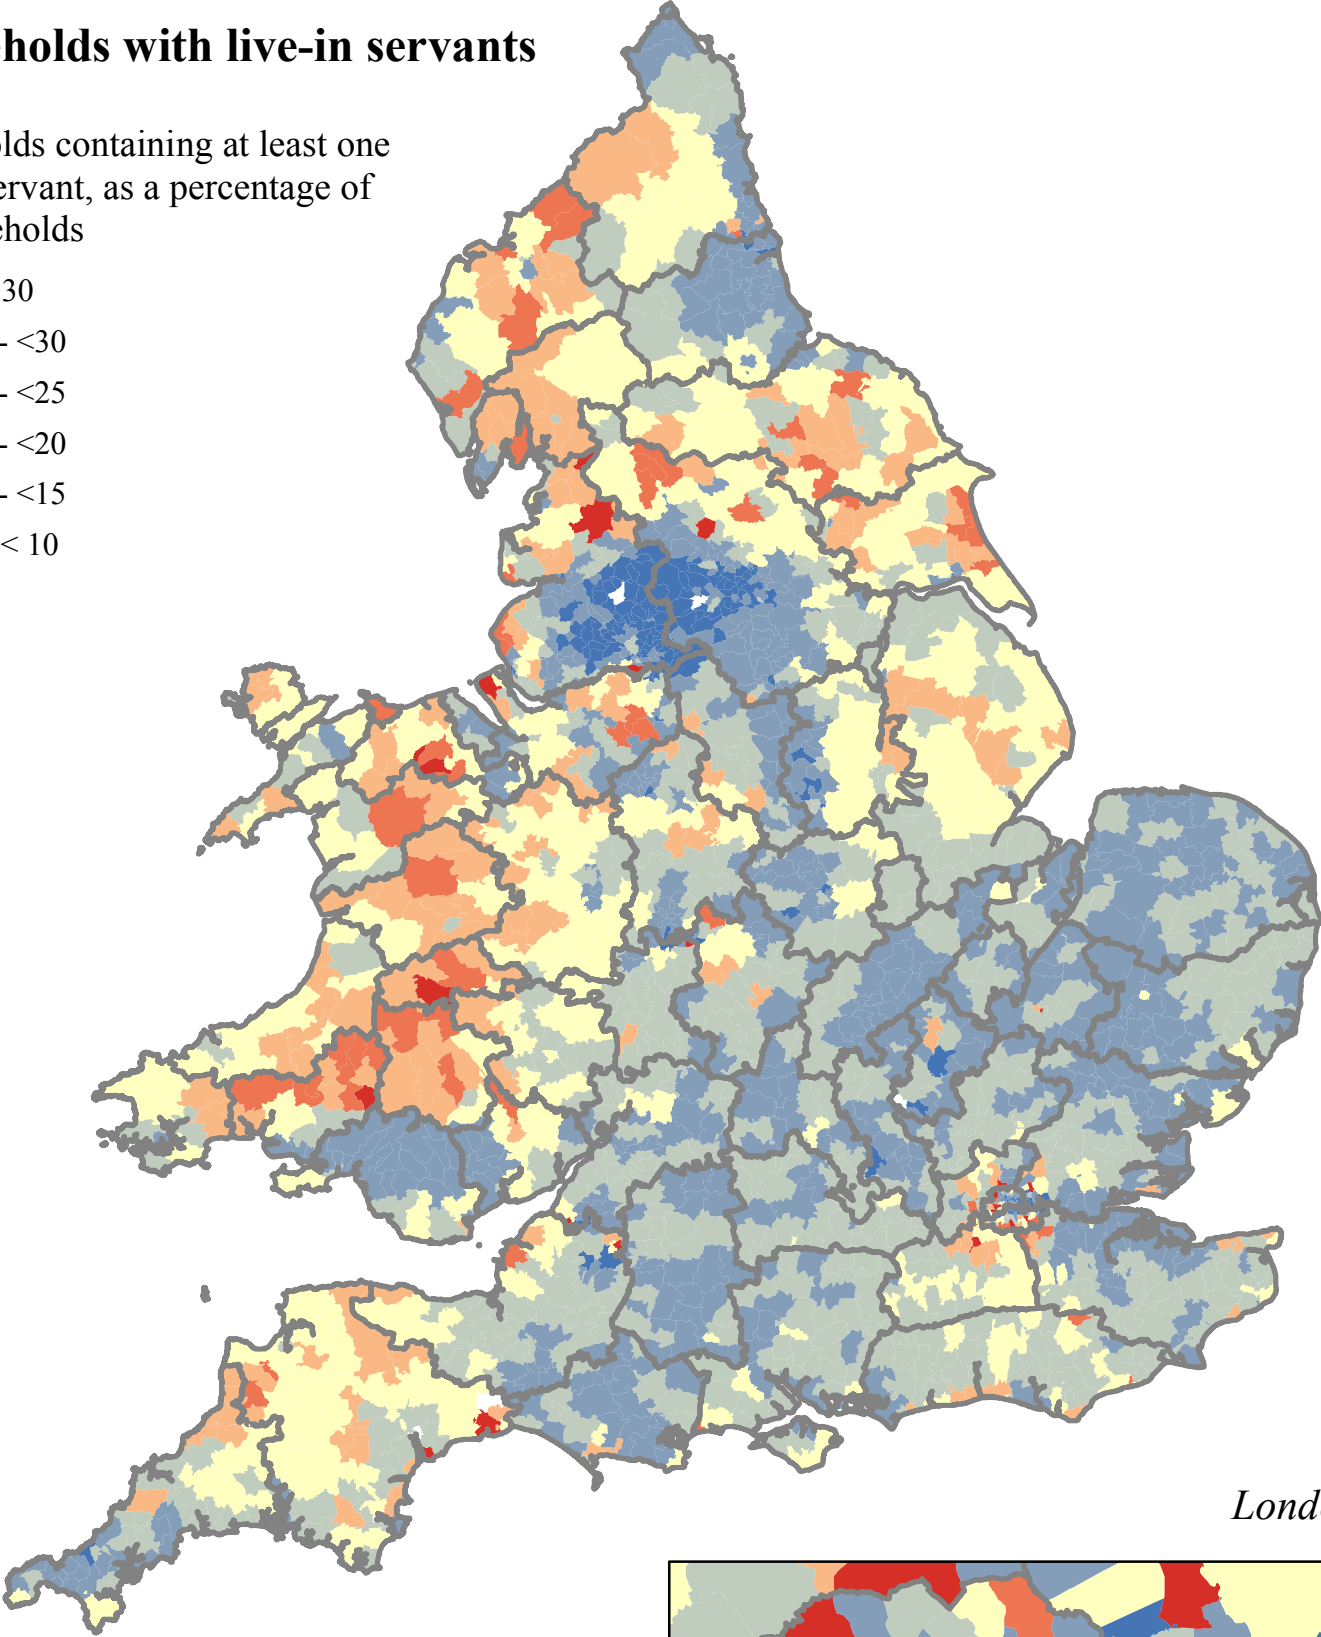 eholds with live-in servants
olds containing at least one
ervant, as a percentage of
eholds
30
- <30
- <25
- <20
- <15
< 10
Lond